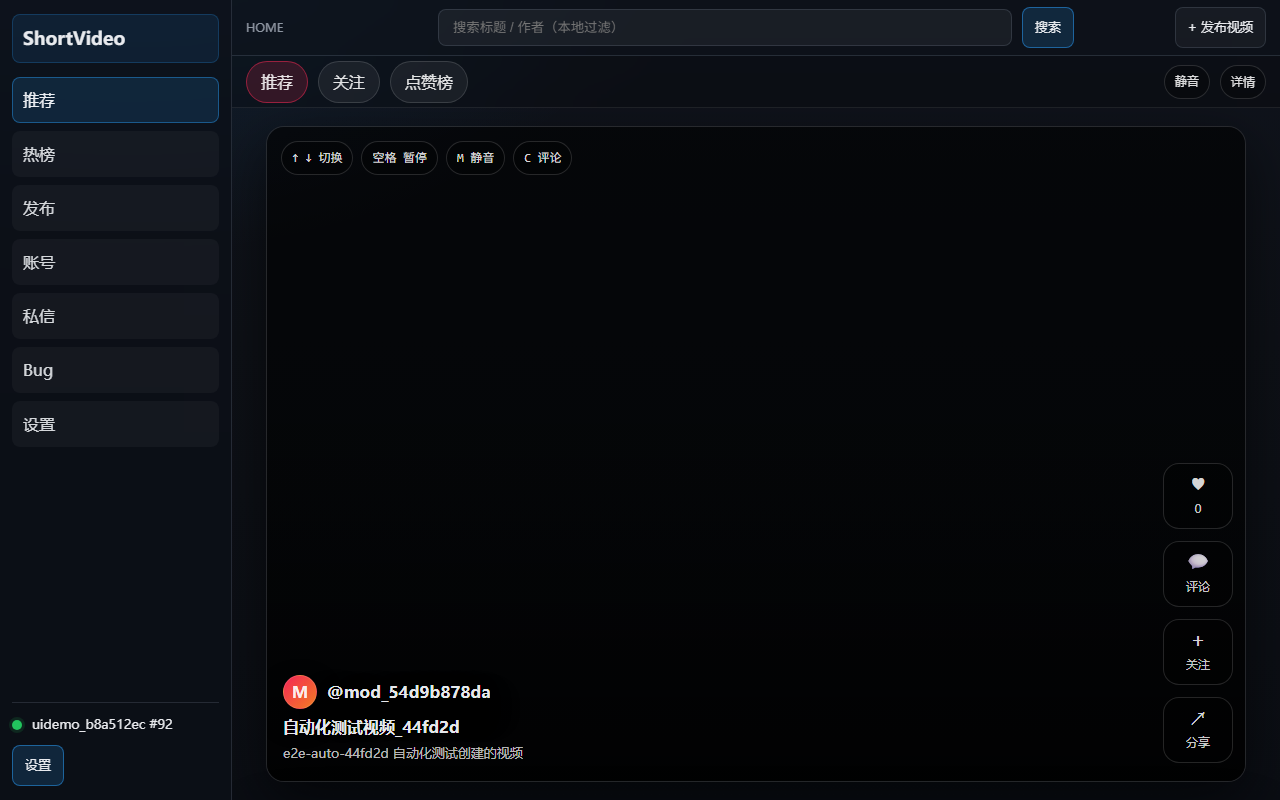 ShortVideo
推荐
热榜
发布
账号
私信
Bug
设置
uidemo_b8a512ec #92
设置
HOME
搜索标题 / 作者（本地过滤）
搜索
+ 发布视频
推荐
关注
点赞榜
静音
详情
↑ ↓ 切换
空格 暂停
M 静音
C 评论
0
评论
+
关注
分享
M
@mod_54d9b878da
自动化测试视频_44fd2d
e2e-auto-44fd2d 自动化测试创建的视频